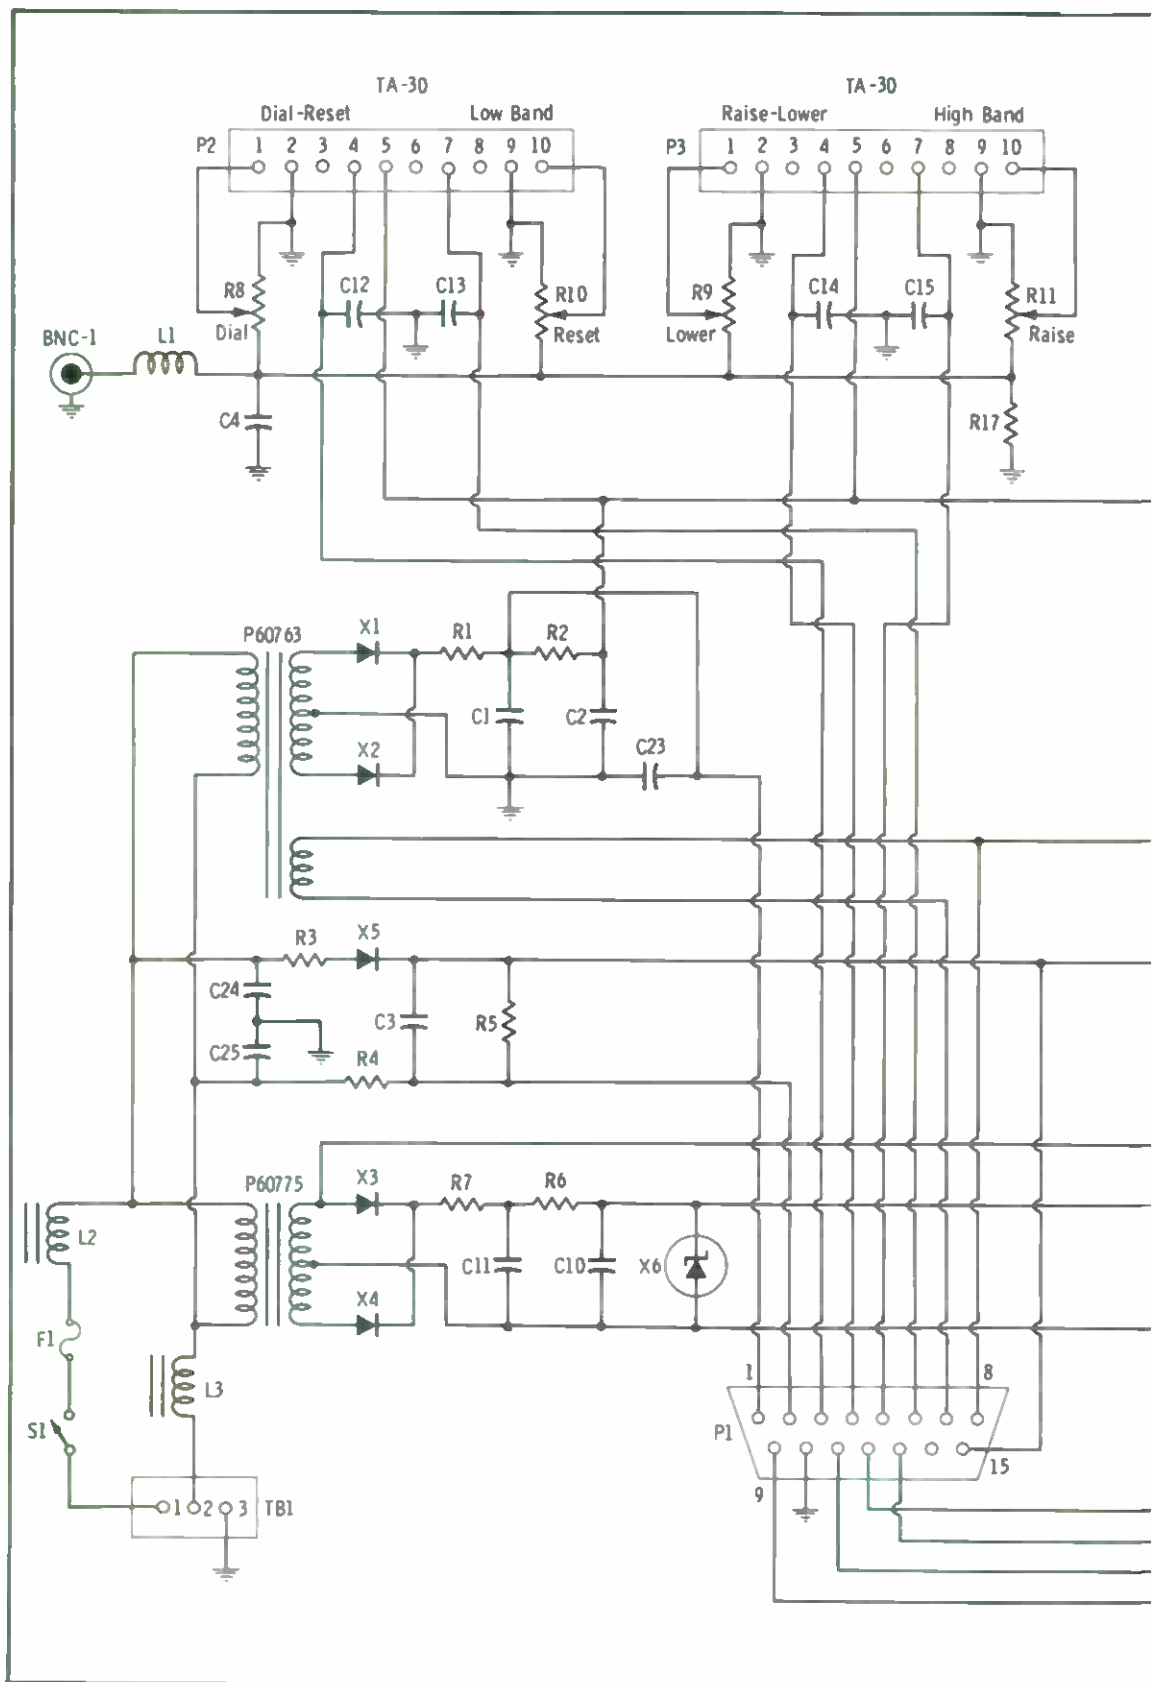 TA-30 TA-30
Dial-Reset Low Band Raise-Lower High Band
P2 1 2 3 4 5 6 7 8 9 10 P3 1 2 3 4 5 6 7 8 9 10
R8 C12 C13 R10 R9 C14 C15 R11
Dial Reset Lower Raise
BNC-1 L1
C4 R17
P60763 X1 R1 R2
C1 C2
X2 C23
R3 X5
C24
C3 R5
C25 R4
P60775 X3 R7 R6
L2 C11 C10 X6
X4
F1
L3 1 8
S1 P1
15
9
1 2 3 TB1